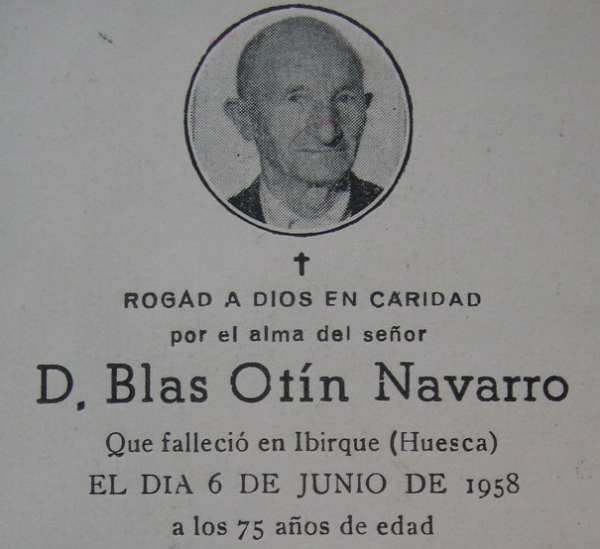 ROGAD A DIOS EN CARIDAD
por el alma del señor
D. Blas Otín Navarro
Que falleció en Ibirque (Huesca)
EL DIA 6 DE JUNIO DE 1958
a los 75 años de edad